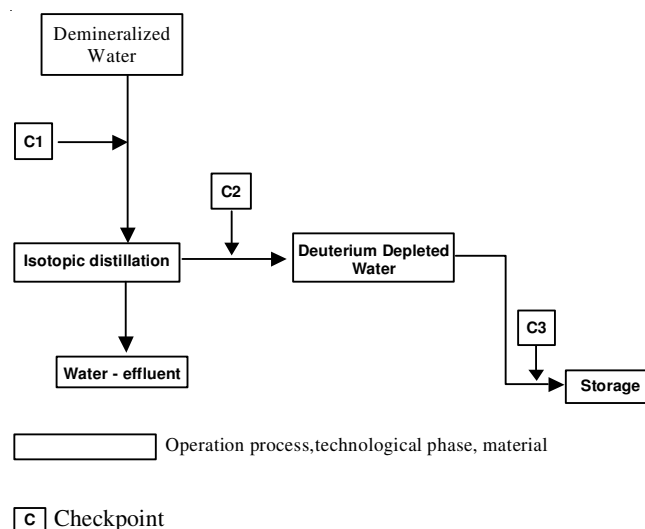 Demineralized
Water
C1
C2
Isotopic distillation
Deuterium Depleted
Water
C3
Water - effluent
Storage
Operation process,technological phase, material
C Checkpoint